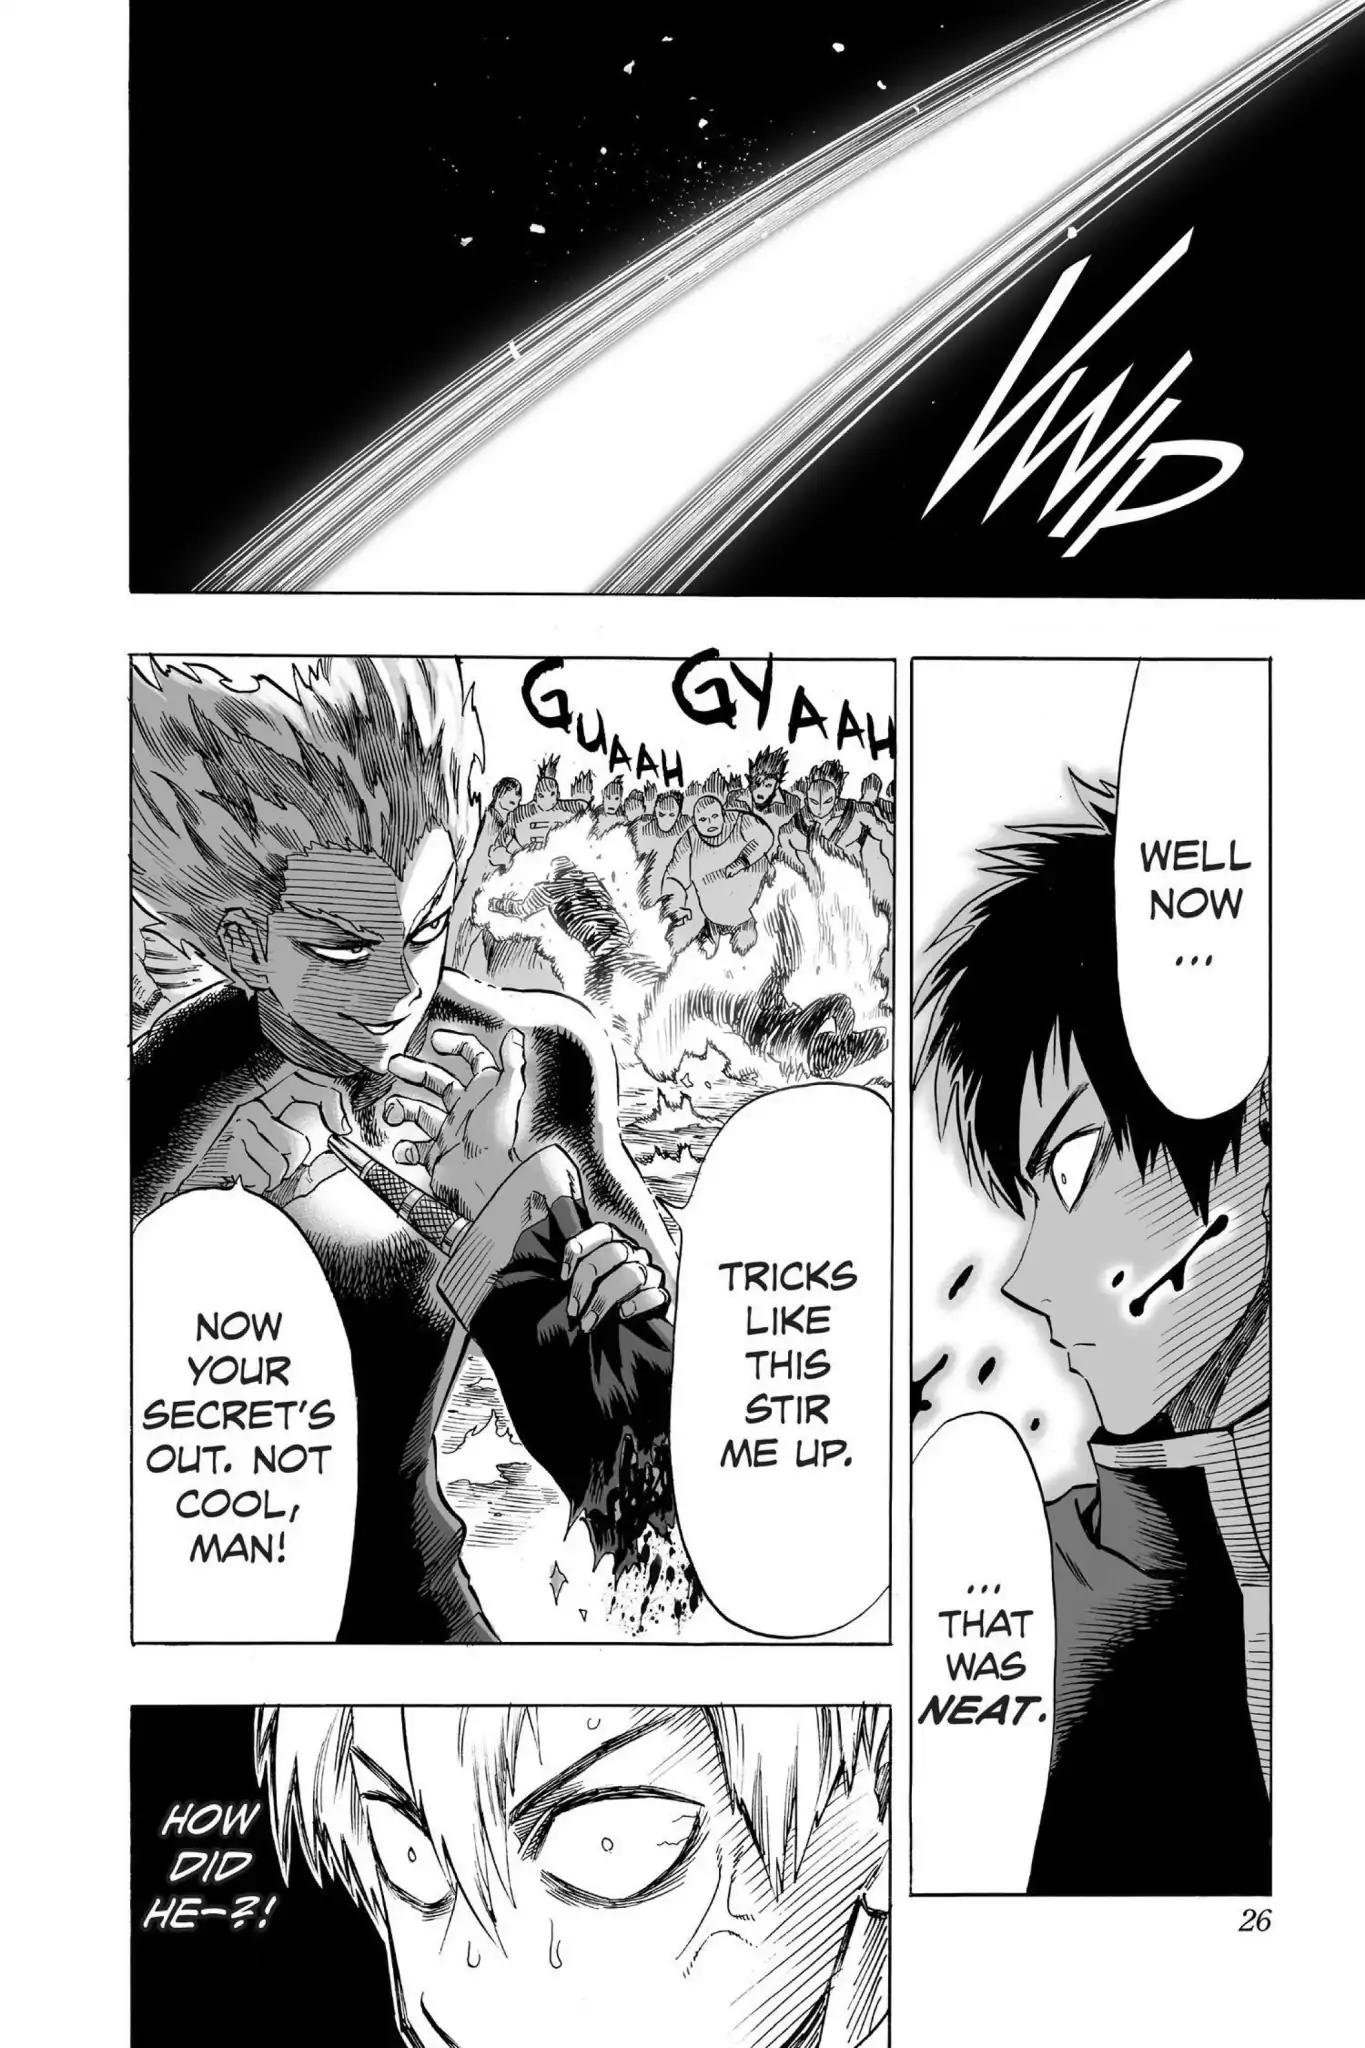 VWIP
WELL
NOW
...
...
THAT
WAS
NEAT.
GYAAH
GUAAH
TRICKS
LIKE
THIS
STIR
ME UP.
NOW
YOUR
SECRET'S
OUT. NOT
COOL,
MAN!
HOW
DID
HE-?!
26